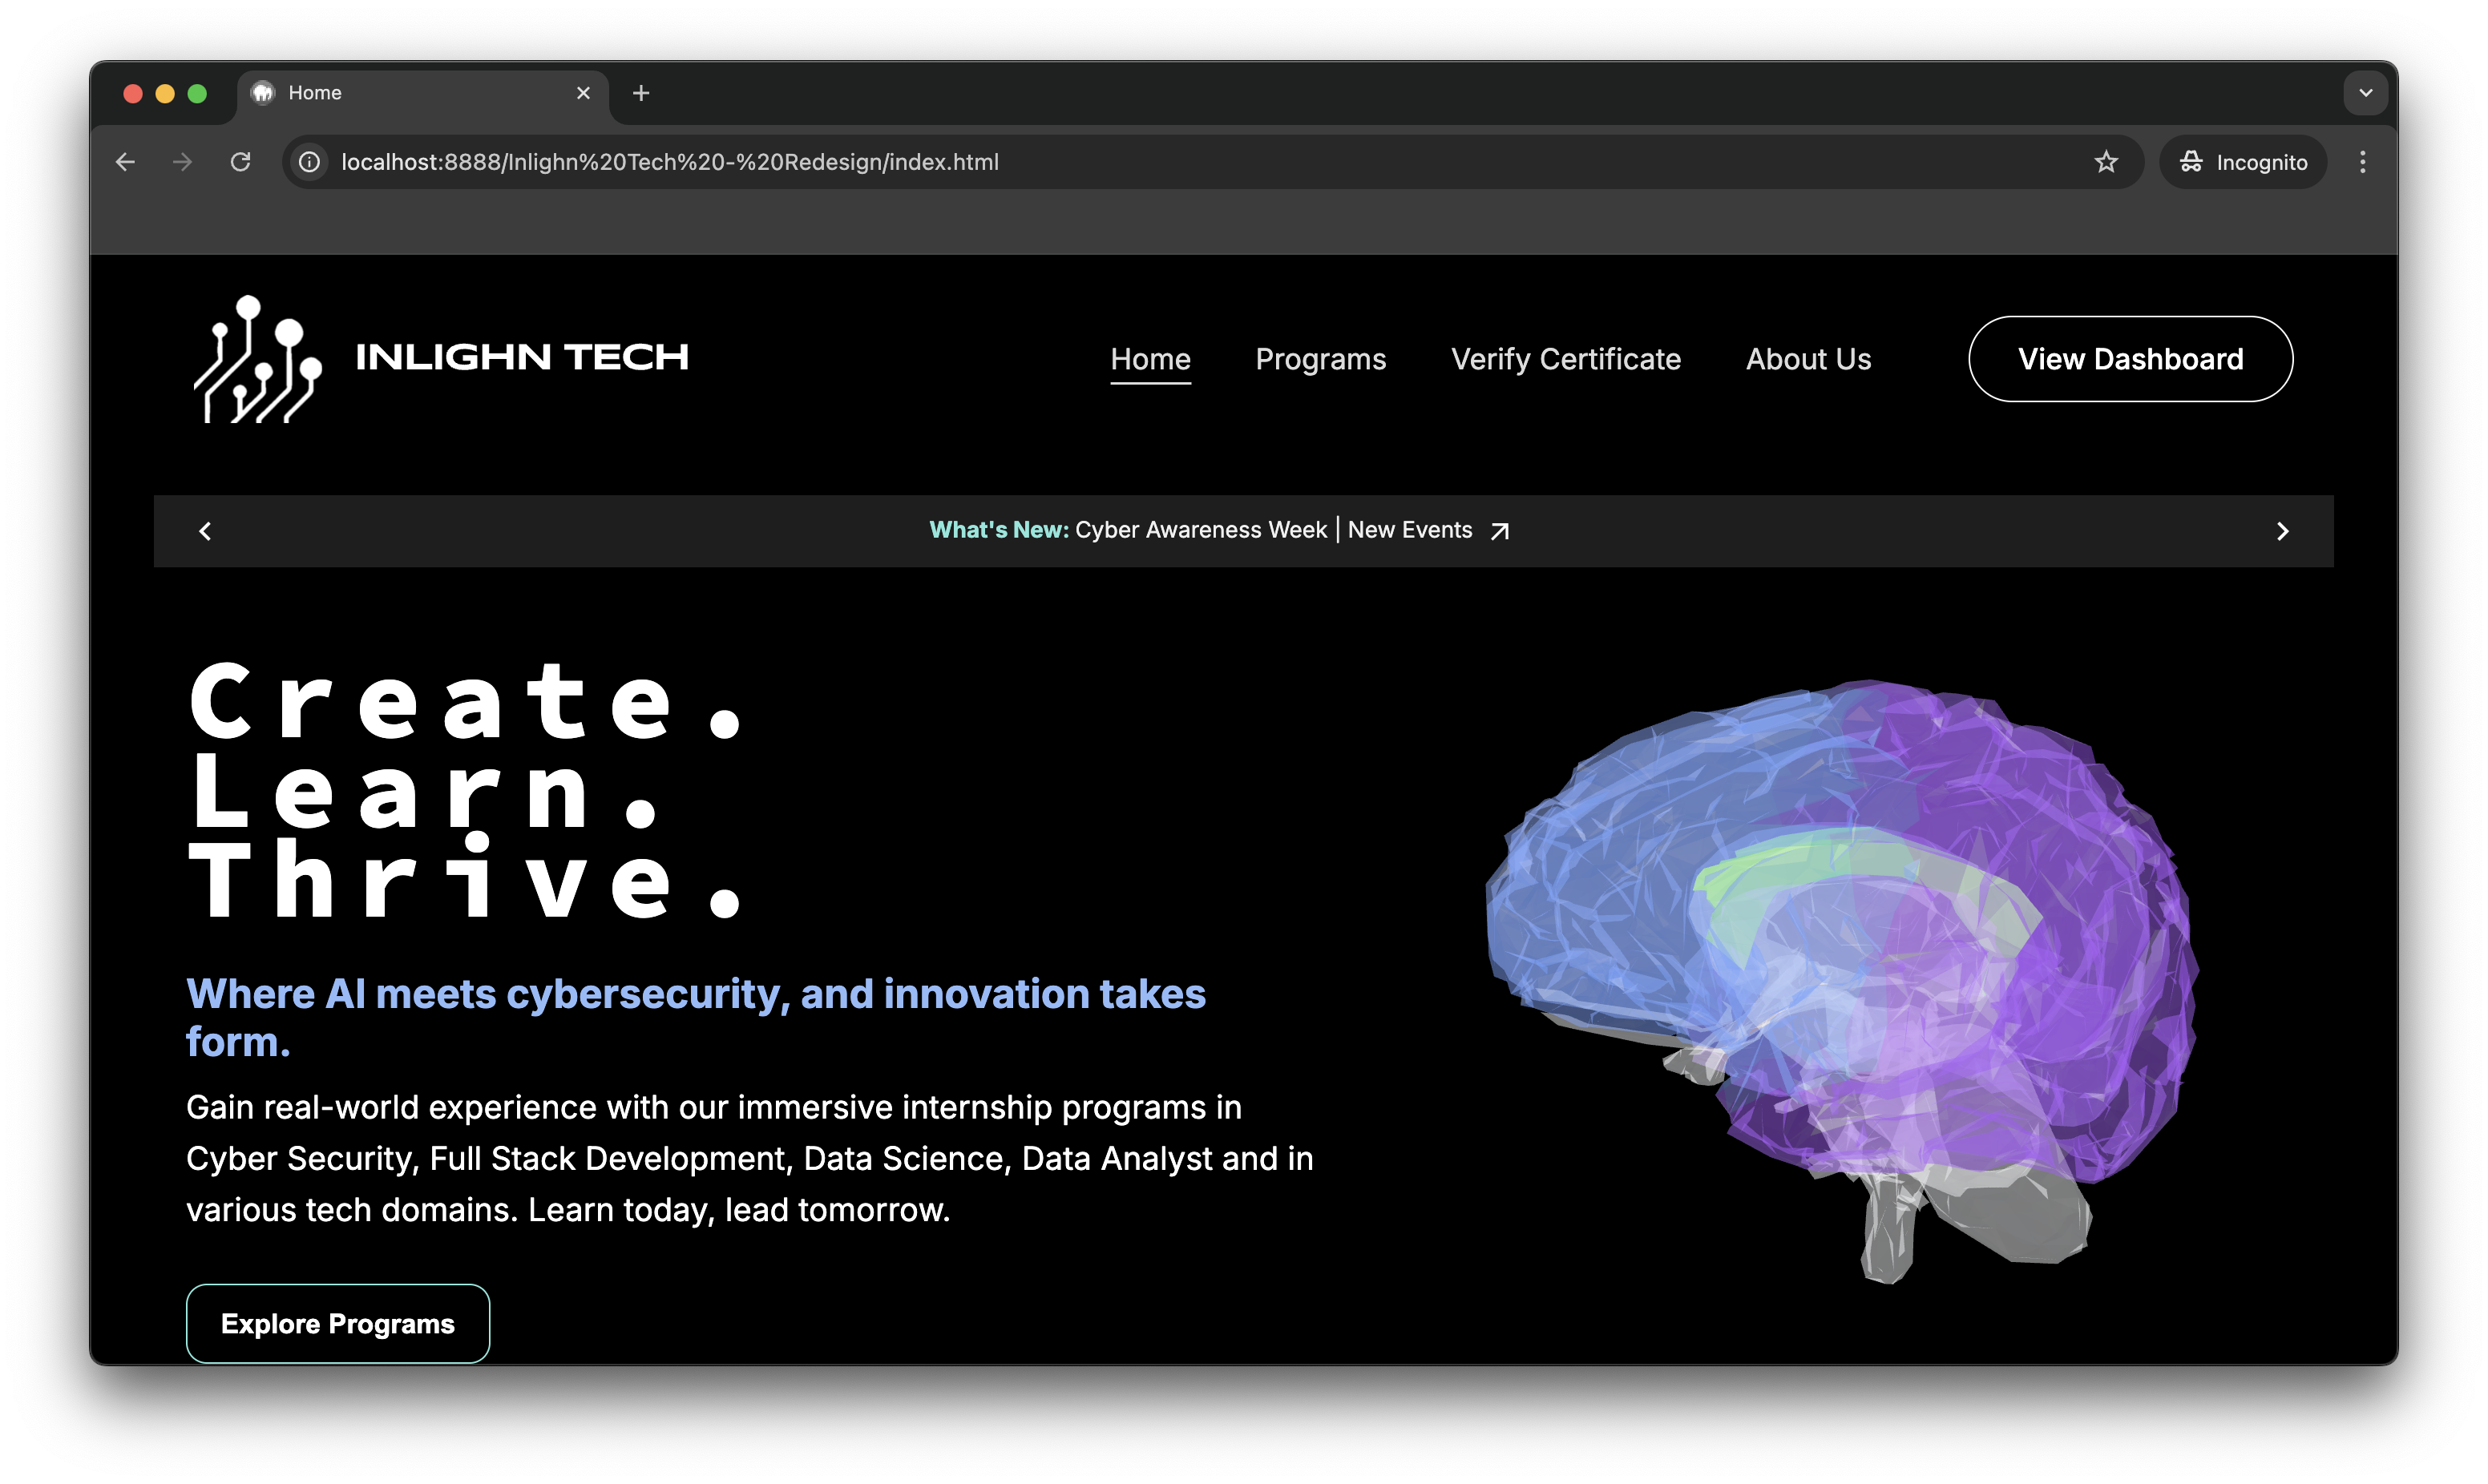 Home
localhost:8888/Inlighn%20Tech%20-%20Redesign/index.html
Incognito
INLIGHN TECH
Home
Programs
Verify Certificate
About Us
View Dashboard
What's New: Cyber Awareness Week | New Events
Create.
Learn.
Thrive.
Where AI meets cybersecurity, and innovation takes
form.
Gain real-world experience with our immersive internship programs in
Cyber Security, Full Stack Development, Data Science, Data Analyst and in
various tech domains. Learn today, lead tomorrow.
Explore Programs